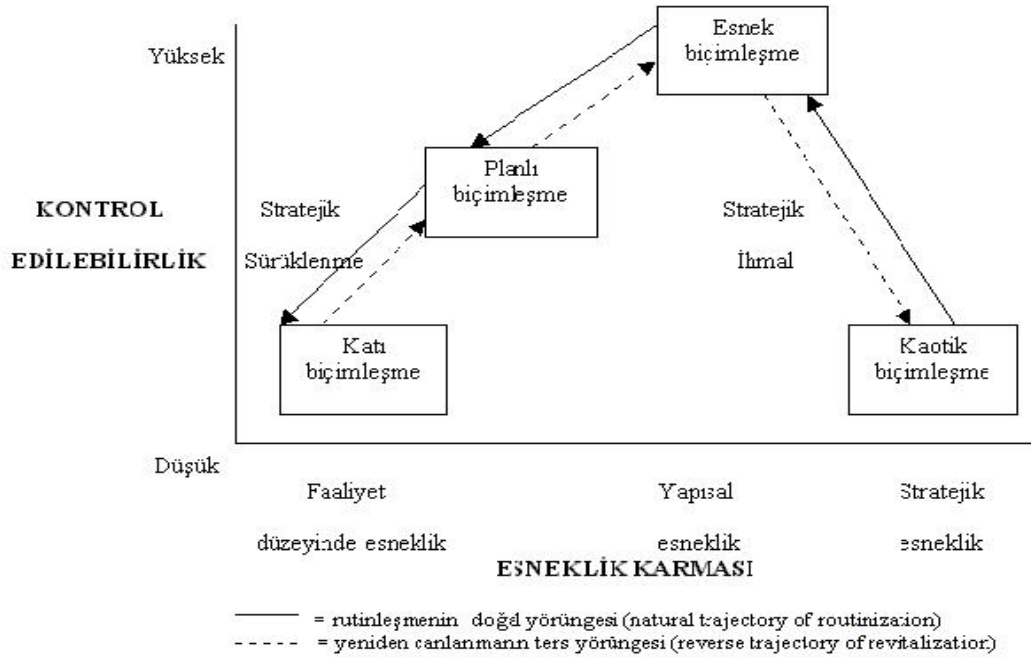 Esnek
biçimleşme
Yüksek
Planlı
biçimleşme
KONTROL
EDİLEBİLİRLİK
Stratejik
Sürüklenme
Stratejik
İhmal
Katı
biçimleşme
Kaotik
biçimleşme
Düşük
Faaliyet
düzeyinde esneklik
Yapısal
esneklik
Stratejik
esneklik
ESNEKLİK KARMASI
= rutinleşmenin doğal yörüngesi (natural trajectory of routinization)
= yeniden canlanmanın ters yörüngesi (reverse trajectory of revitalization)